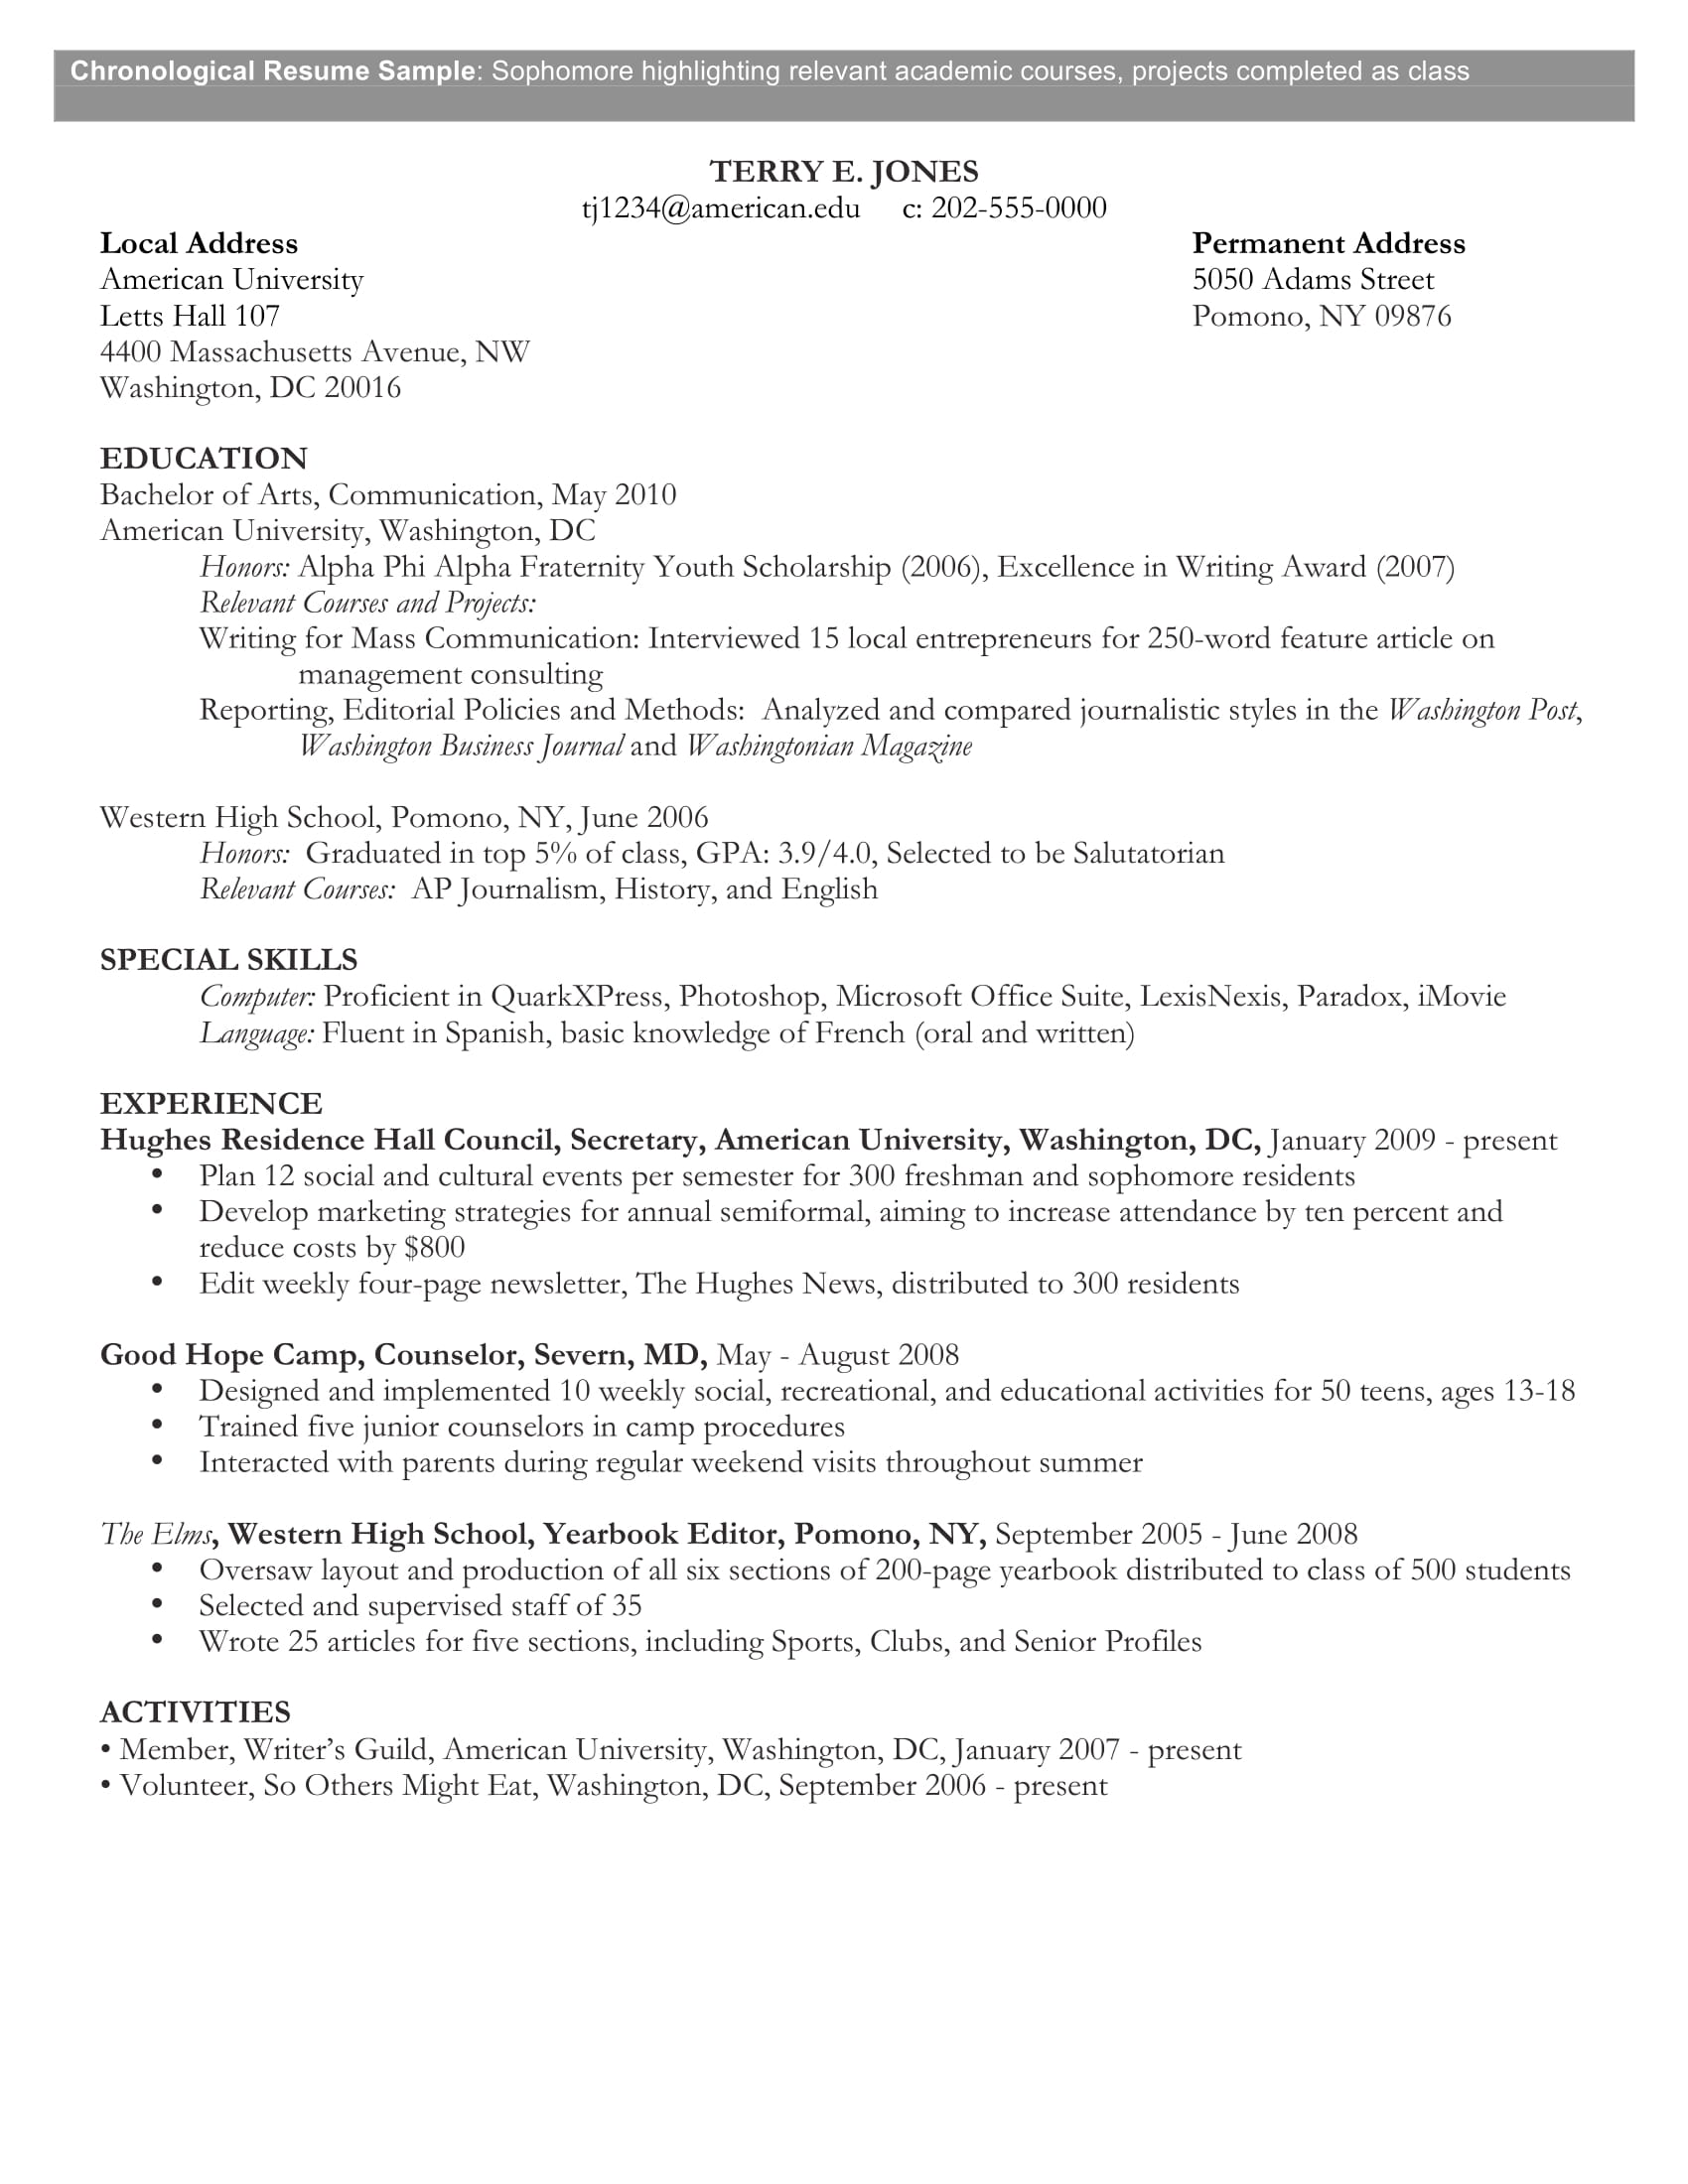 Chronological Resume Sample: Sophomore highlighting relevant academic courses, projects completed as class
TERRY E. JONES
tj1234@american.edu c: 202-555-0000
Local Address Permanent Address
American University 5050 Adams Street
Letts Hall 107 Pomono, NY 09876
4400 Massachusetts Avenue, NW
Washington, DC 20016
EDUCATION
Bachelor of Arts, Communication, May 2010
American University, Washington, DC
Honors: Alpha Phi Alpha Fraternity Youth Scholarship (2006), Excellence in Writing Award (2007)
Relevant Courses and Projects:
Writing for Mass Communication: Interviewed 15 local entrepreneurs for 250-word feature article on
management consulting
Reporting, Editorial Policies and Methods: Analyzed and compared journalistic styles in the Washington Post,
Washington Business Journal and Washingtonian Magazine
Western High School, Pomono, NY, June 2006
Honors: Graduated in top 5% of class, GPA: 3.9/4.0, Selected to be Salutatorian
Relevant Courses: AP Journalism, History, and English
SPECIAL SKILLS
Computer: Proficient in QuarkXPress, Photoshop, Microsoft Office Suite, LexisNexis, Paradox, iMovie
Language: Fluent in Spanish, basic knowledge of French (oral and written)
EXPERIENCE
Hughes Residence Hall Council, Secretary, American University, Washington, DC, January 2009 - present
• Plan 12 social and cultural events per semester for 300 freshman and sophomore residents
• Develop marketing strategies for annual semiformal, aiming to increase attendance by ten percent and
reduce costs by $800
• Edit weekly four-page newsletter, The Hughes News, distributed to 300 residents
Good Hope Camp, Counselor, Severn, MD, May - August 2008
• Designed and implemented 10 weekly social, recreational, and educational activities for 50 teens, ages 13-18
• Trained five junior counselors in camp procedures
• Interacted with parents during regular weekend visits throughout summer
The Elms, Western High School, Yearbook Editor, Pomono, NY, September 2005 - June 2008
• Oversaw layout and production of all six sections of 200-page yearbook distributed to class of 500 students
• Selected and supervised staff of 35
• Wrote 25 articles for five sections, including Sports, Clubs, and Senior Profiles
ACTIVITIES
• Member, Writer’s Guild, American University, Washington, DC, January 2007 - present
• Volunteer, So Others Might Eat, Washington, DC, September 2006 - present